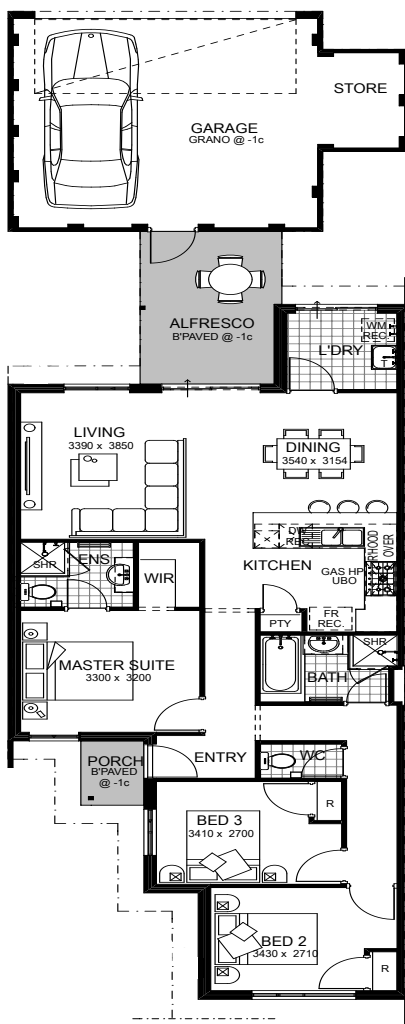 STORE
GARAGE
GRANO @ -1c
ALFRESCO
B'PAVED @ -1c
WM
REC.
L'DRY
T
LIVING
3390 x 3850
DINING
3540 x 3154
DW
REC
KITCHEN
GAS HP
UBO
R/HOOD
OVER
SHR
ENS
WIR
PTY
FR
REC.
SHR
BATH
MASTER SUITE
3300 x 3200
PORCH
B'PAVED
@ -1c
ENTRY
WC
R
BED 3
3410 x 2700
BED 2
3430 x 2710
R